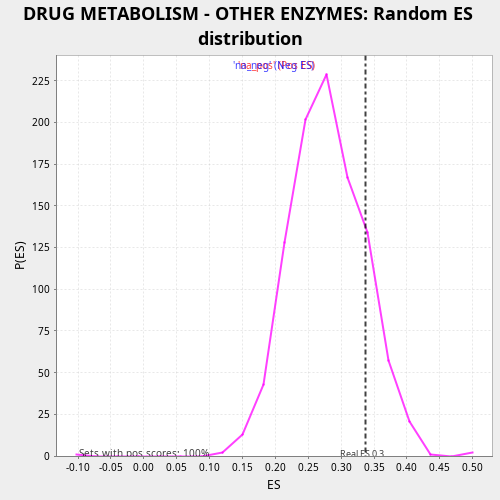 DRUG METABOLISM - OTHER ENZYMES: Random ES
distribution
225
200
175
150
125
100
75
50
25
0
P(ES)
Sets with pos scores: 100%
Real ES 0.3
-0.10 -0.05 0.00 0.05 0.10 0.15 0.20 0.25 0.30 0.35 0.40 0.45 0.50
ES